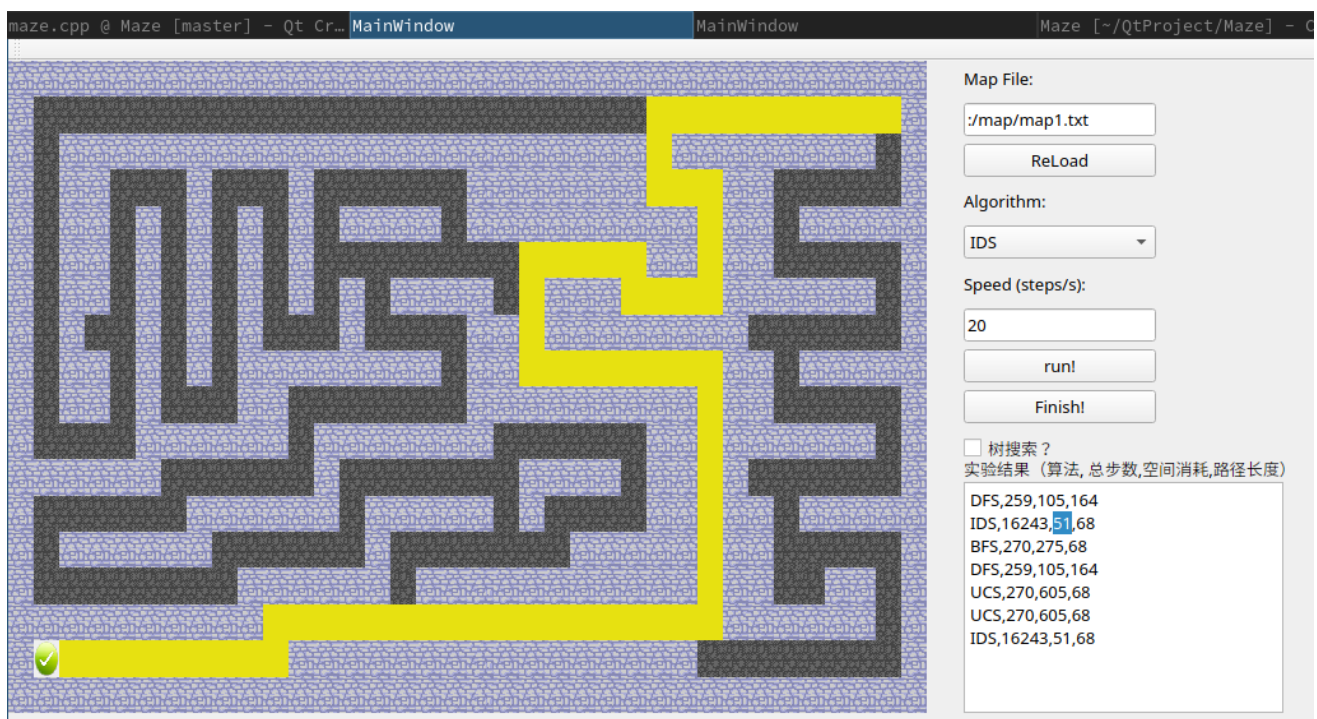 maze.cpp @ Maze [master] - Qt Cr… MainWindow MainWindow Maze [~/QtProject/Maze] - C
Map File:
:/map/map1.txt
ReLoad
Algorithm:
IDS
Speed (steps/s):
20
run!
Finish!
树搜索？
实验结果（算法, 总步数,空间消耗,路径长度）
DFS,259,105,164
IDS,16243,51,68
BFS,270,275,68
DFS,259,105,164
UCS,270,605,68
UCS,270,605,68
IDS,16243,51,68